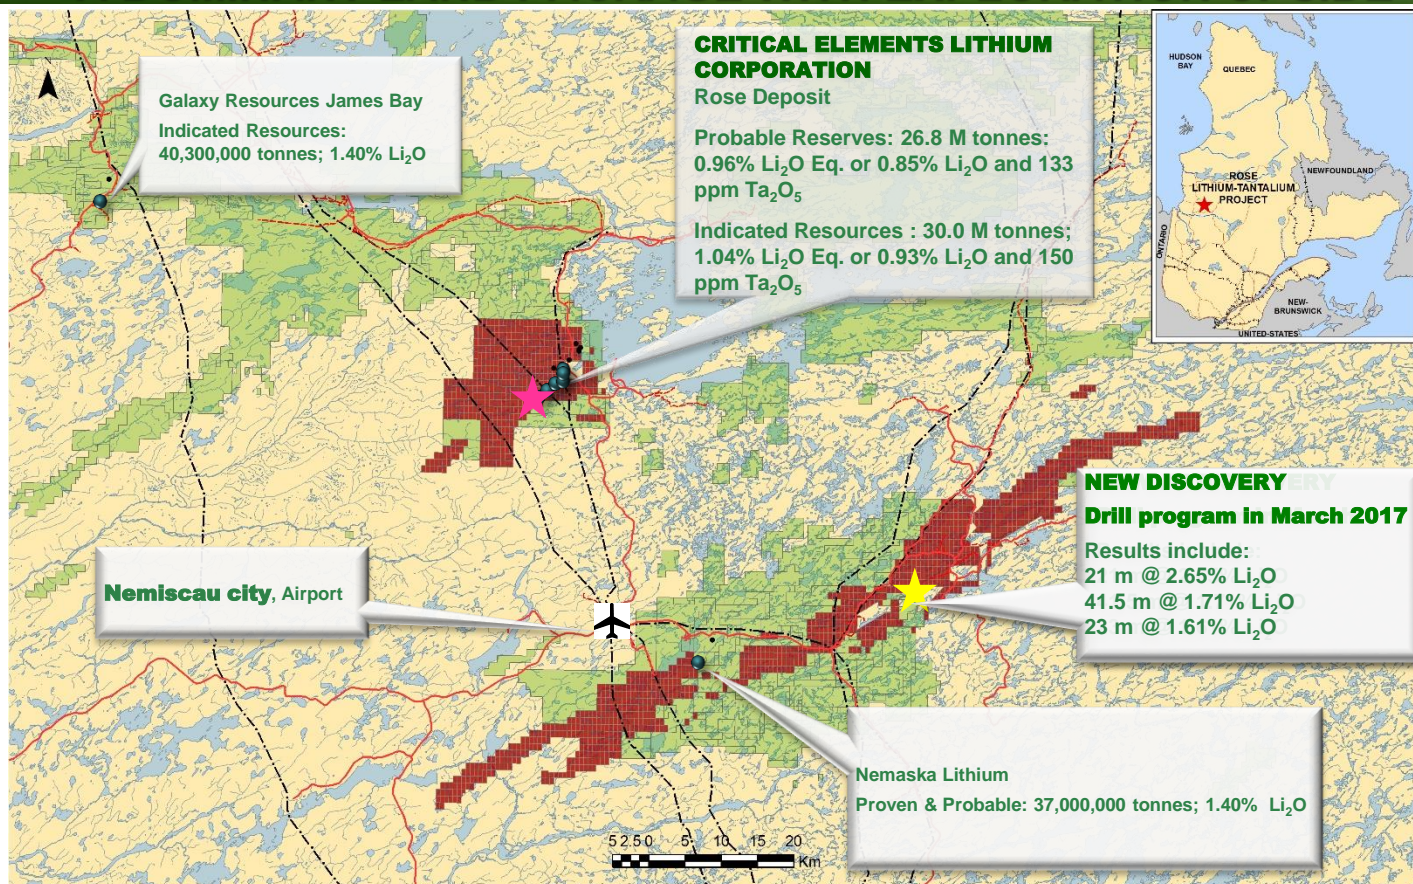 Galaxy Resources James Bay
Indicated Resources:
40,300,000 tonnes; 1.40% Li₂O
CRITICAL ELEMENTS LITHIUM
CORPORATION
Rose Deposit
Probable Reserves: 26.8 M tonnes:
0.96% Li₂O Eq. or 0.85% Li₂O and 133
ppm Ta₂O₅
Indicated Resources : 30.0 M tonnes;
1.04% Li₂O Eq. or 0.93% Li₂O and 150
ppm Ta₂O₅
HUDSON
BAY
QUEBEC
NEWFOUNDLAND
ROSE
LITHIUM-TANTALIUM
PROJECT
ONTARIO
NEW-
BRUNSWICK
UNITED-STATES
NEW DISCOVERY
Drill program in March 2017
Results include:
21 m @ 2.65% Li₂O
41.5 m @ 1.71% Li₂O
23 m @ 1.61% Li₂O
Nemiscau city, Airport
Nemaska Lithium
Proven & Probable: 37,000,000 tonnes; 1.40% Li₂O
5 2.5 0 5 10 15 20
Km